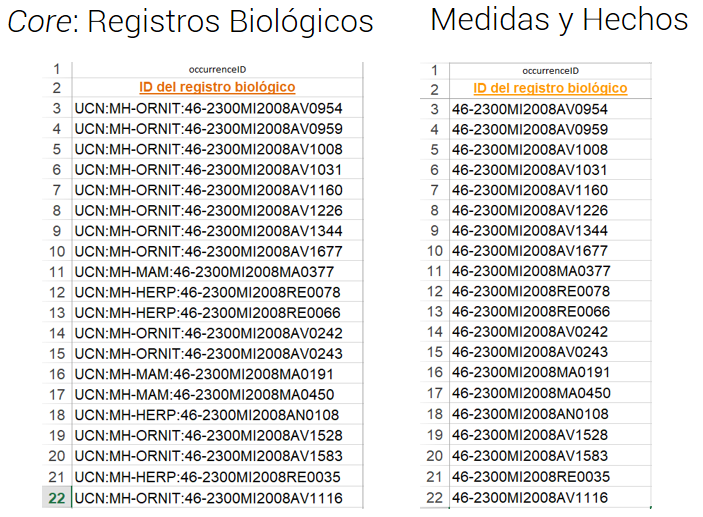 Core: Registros Biológicos
1 occurrenceID
2 ID del registro biológico
3 UCN:MH-ORNIT:46-2300MI2008AV0954
4 UCN:MH-ORNIT:46-2300MI2008AV0959
5 UCN:MH-ORNIT:46-2300MI2008AV1008
6 UCN:MH-ORNIT:46-2300MI2008AV1031
7 UCN:MH-ORNIT:46-2300MI2008AV1160
8 UCN:MH-ORNIT:46-2300MI2008AV1226
9 UCN:MH-ORNIT:46-2300MI2008AV1344
10 UCN:MH-ORNIT:46-2300MI2008AV1677
11 UCN:MH-MAM:46-2300MI2008MA0377
12 UCN:MH-HERP:46-2300MI2008RE0078
13 UCN:MH-HERP:46-2300MI2008RE0066
14 UCN:MH-ORNIT:46-2300MI2008AV0242
15 UCN:MH-ORNIT:46-2300MI2008AV0243
16 UCN:MH-MAM:46-2300MI2008MA0191
17 UCN:MH-MAM:46-2300MI2008MA0450
18 UCN:MH-HERP:46-2300MI2008AN0108
19 UCN:MH-ORNIT:46-2300MI2008AV1528
20 UCN:MH-ORNIT:46-2300MI2008AV1583
21 UCN:MH-HERP:46-2300MI2008RE0035
22 UCN:MH-ORNIT:46-2300MI2008AV1116
Medidas y Hechos
1 occurrenceID
2 ID del registro biológico
3 46-2300MI2008AV0954
4 46-2300MI2008AV0959
5 46-2300MI2008AV1008
6 46-2300MI2008AV1031
7 46-2300MI2008AV1160
8 46-2300MI2008AV1226
9 46-2300MI2008AV1344
10 46-2300MI2008AV1677
11 46-2300MI2008MA0377
12 46-2300MI2008RE0078
13 46-2300MI2008RE0066
14 46-2300MI2008AV0242
15 46-2300MI2008AV0243
16 46-2300MI2008MA0191
17 46-2300MI2008MA0450
18 46-2300MI2008AN0108
19 46-2300MI2008AV1528
20 46-2300MI2008AV1583
21 46-2300MI2008RE0035
22 46-2300MI2008AV1116